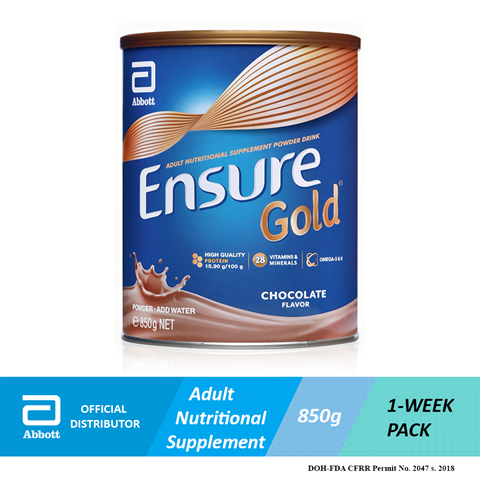 Abbott
ADULT NUTRITIONAL SUPPLEMENT POWDER DRINK
Ensure
Gold
HIGH QUALITY
PROTEIN
15.90 g/100 g
28
VITAMINS &
MINERALS
OMEGA-3 & 6
CHOCOLATE
FLAVOR
POWDER - ADD WATER
℮850g NET
Abbott
OFFICIAL
DISTRIBUTOR
Adult
Nutritional
Supplement
850g
1-WEEK
PACK
DOH-FDA CFRR Permit No. 2047 s. 2018